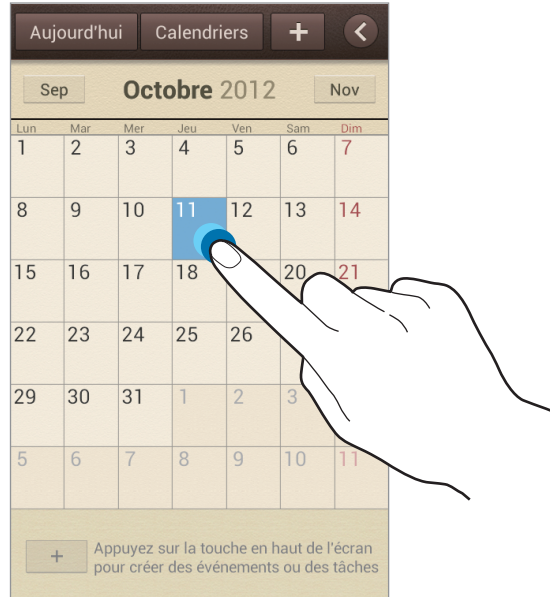 Aujourd'hui Calendriers +
Sep Octobre 2012 Nov
Lun Mar Mer Jeu Ven Sam Dim
1 2 3 4 5 6 7
8 9 10 11 12 13 14
15 16 17 18 20 21
22 23 24 25 26
29 30 31 1 2 3
5 6 7 8 9 10 11
+ Appuyez sur la touche en haut de l'écran
pour créer des événements ou des tâches